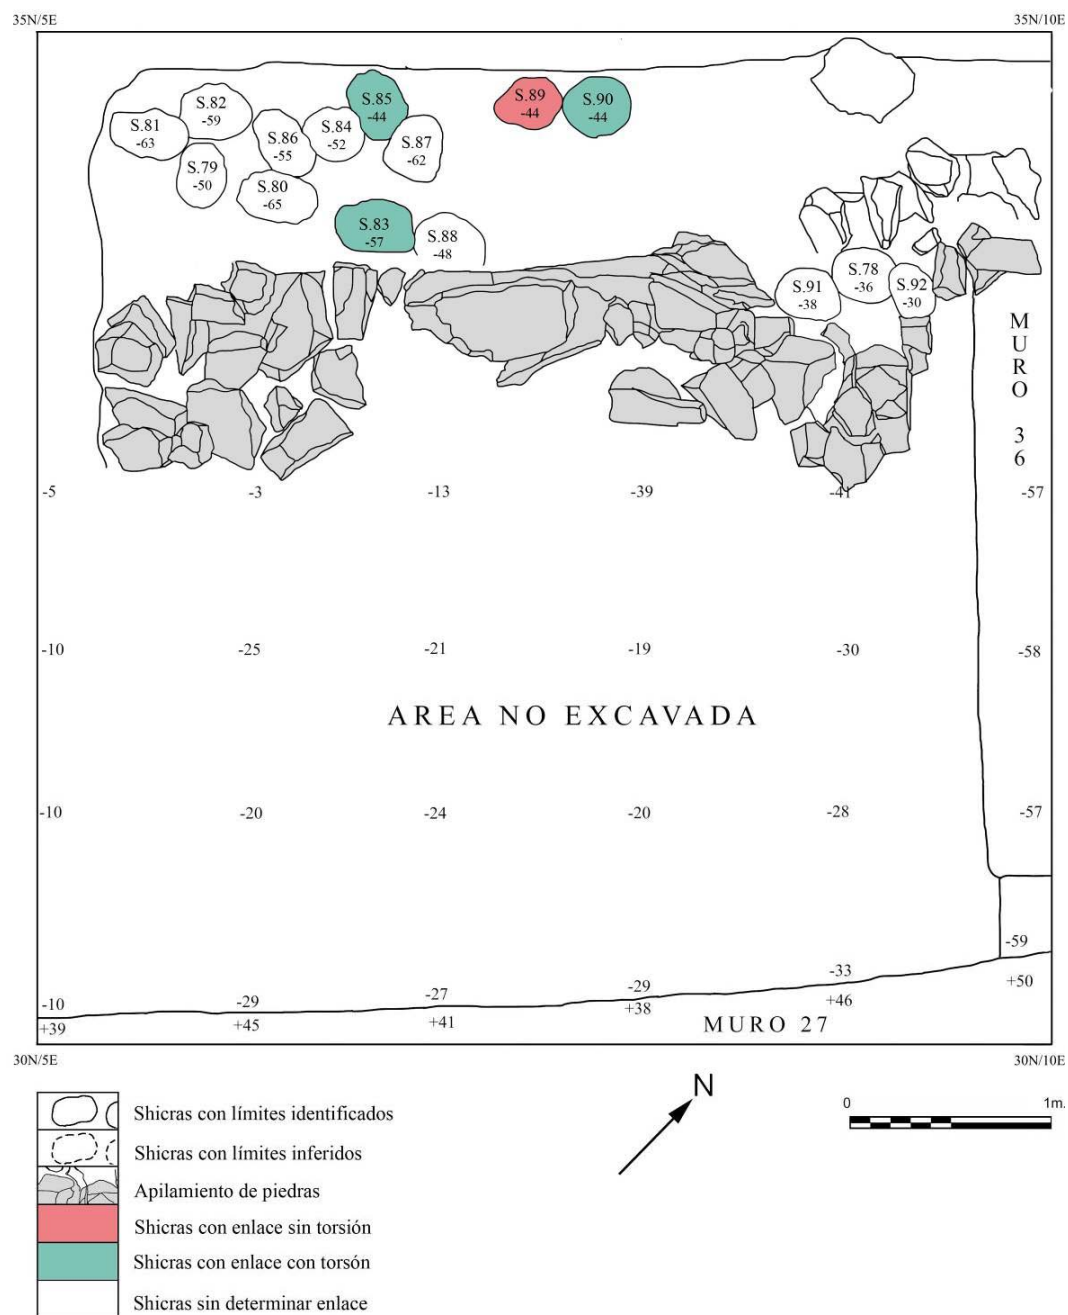 35N/5E
35N/10E
S.81
-63
S.82
-59
S.79
-50
S.86
-55
S.80
-65
S.84
-52
S.85
-44
S.87
-62
S.83
-57
S.88
-48
S.89
-44
S.90
-44
S.91
-38
S.78
-36
S.92
-30
MURO 36
-5 -3 -13 -39 -41 -57
-10 -25 -21 -19 -30 -58
AREA NO EXCAVADA
-10 -20 -24 -20 -28 -57
-10 -29 -27 -29 -33 -59
+39 +45 +41 +38 +46 +50
MURO 27
30N/5E
30N/10E
Shicras con límites identificados
Shicras con límites inferidos
Apilamiento de piedras
Shicras con enlace sin torsión
Shicras con enlace con torsón
Shicras sin determinar enlace
N
0 1m.